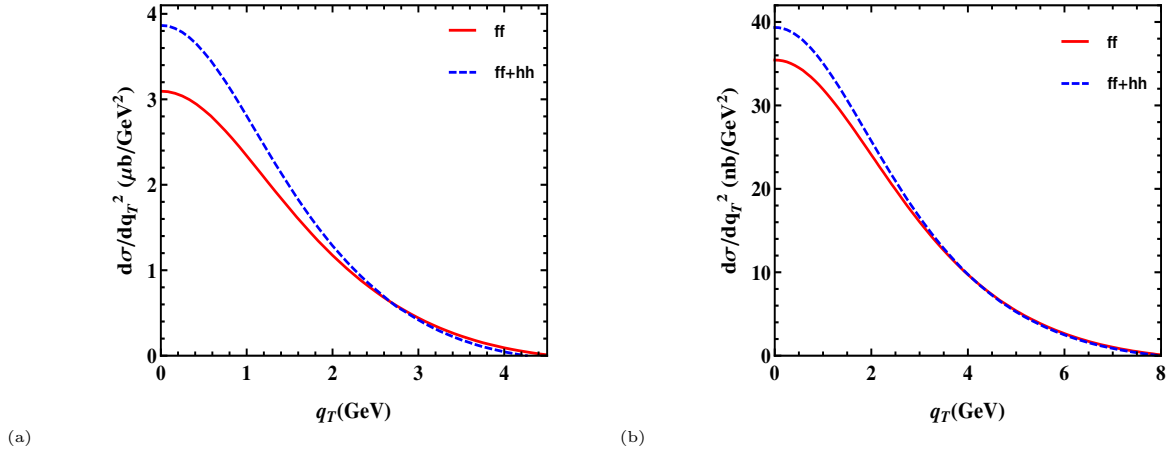 ff
ff+hh
dσ/dq_T^2 (μb/GeV^2)
4
3
2
1
0
0 1 2 3 4
q_T(GeV)
(a)
ff
ff+hh
dσ/dq_T^2 (nb/GeV^2)
40
30
20
10
0
0 2 4 6 8
q_T(GeV)
(b)